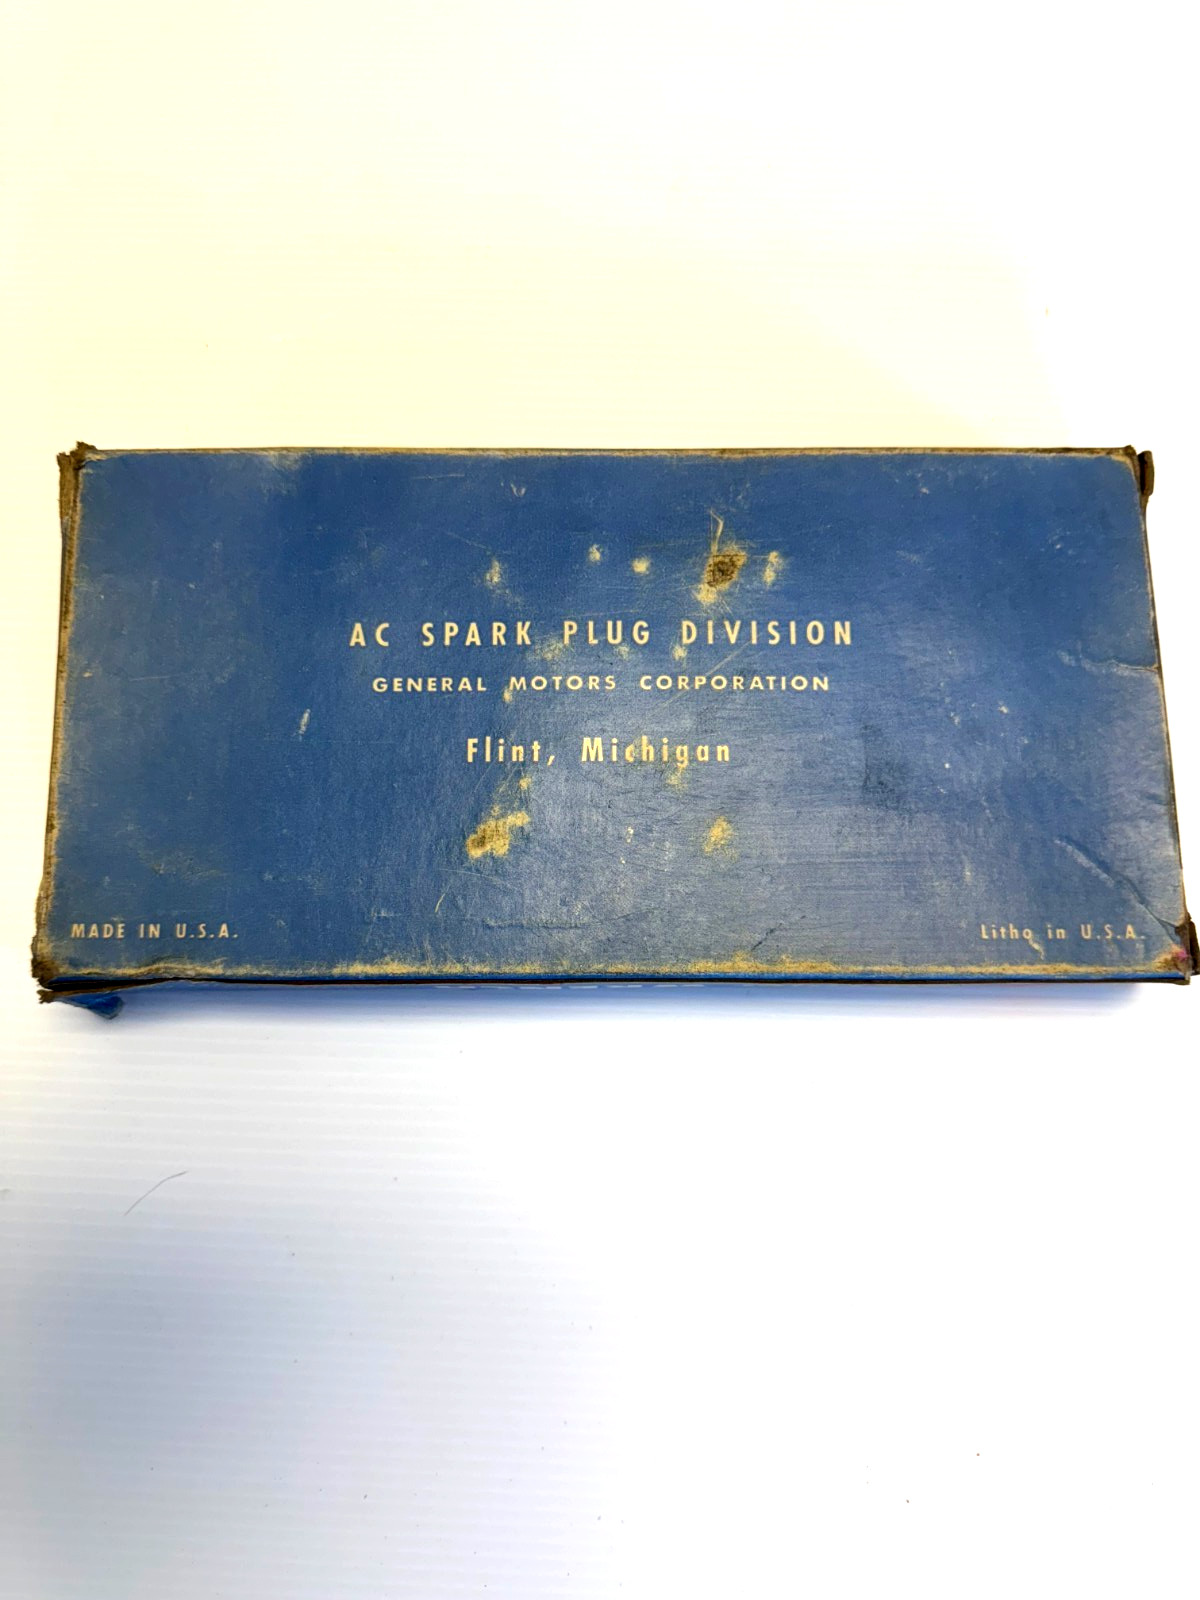 AC SPARK PLUG DIVISION
GENERAL MOTORS CORPORATION
Flint, Michigan
MADE IN U.S.A.
Litho in U.S.A.